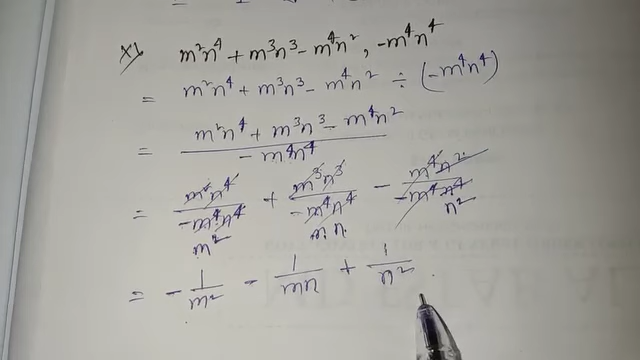 XI. m²n⁴ + m³n³ - m⁴n², -m⁴n⁴
= m²n⁴ + m³n³ - m⁴n² ÷ (-m⁴n⁴)
= (m²n⁴ + m³n³ - m⁴n²)/(-m⁴n⁴)
= m²n⁴/(-m⁴n⁴) + m³n³/(-m⁴n⁴) - m⁴n²/(-m⁴n⁴)
m² m n n²
= -1/m² - 1/mn + 1/n².